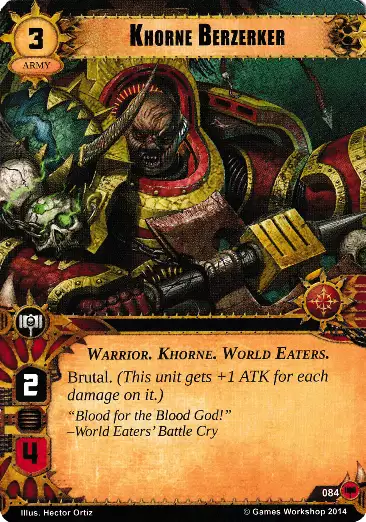 Khorne Berzerker
3
ARMY
Warrior. Khorne. World Eaters.
2
Brutal. (This unit gets +1 ATK for each
damage on it.)
“Blood for the Blood God!”
–World Eaters’ Battle Cry
4
084
Illus. Hector Ortiz
© Games Workshop 2014